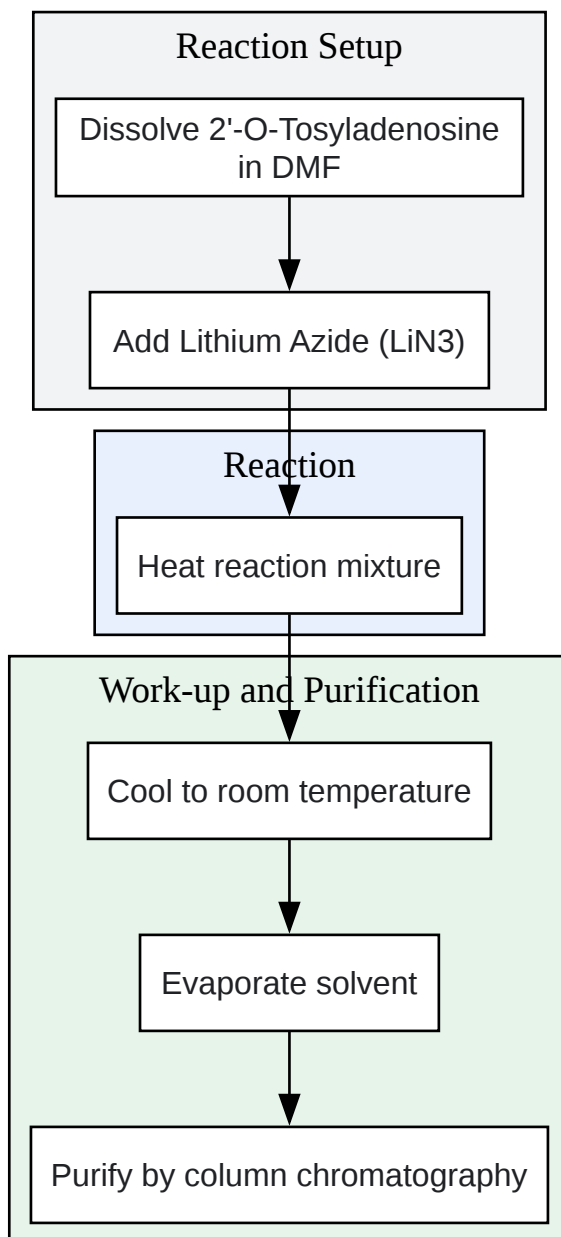 Reaction Setup
Dissolve 2'-O-Tosyladenosine
in DMF
Add Lithium Azide (LiN3)
Reaction
Heat reaction mixture
Work-up and Purification
Cool to room temperature
Evaporate solvent
Purify by column chromatography